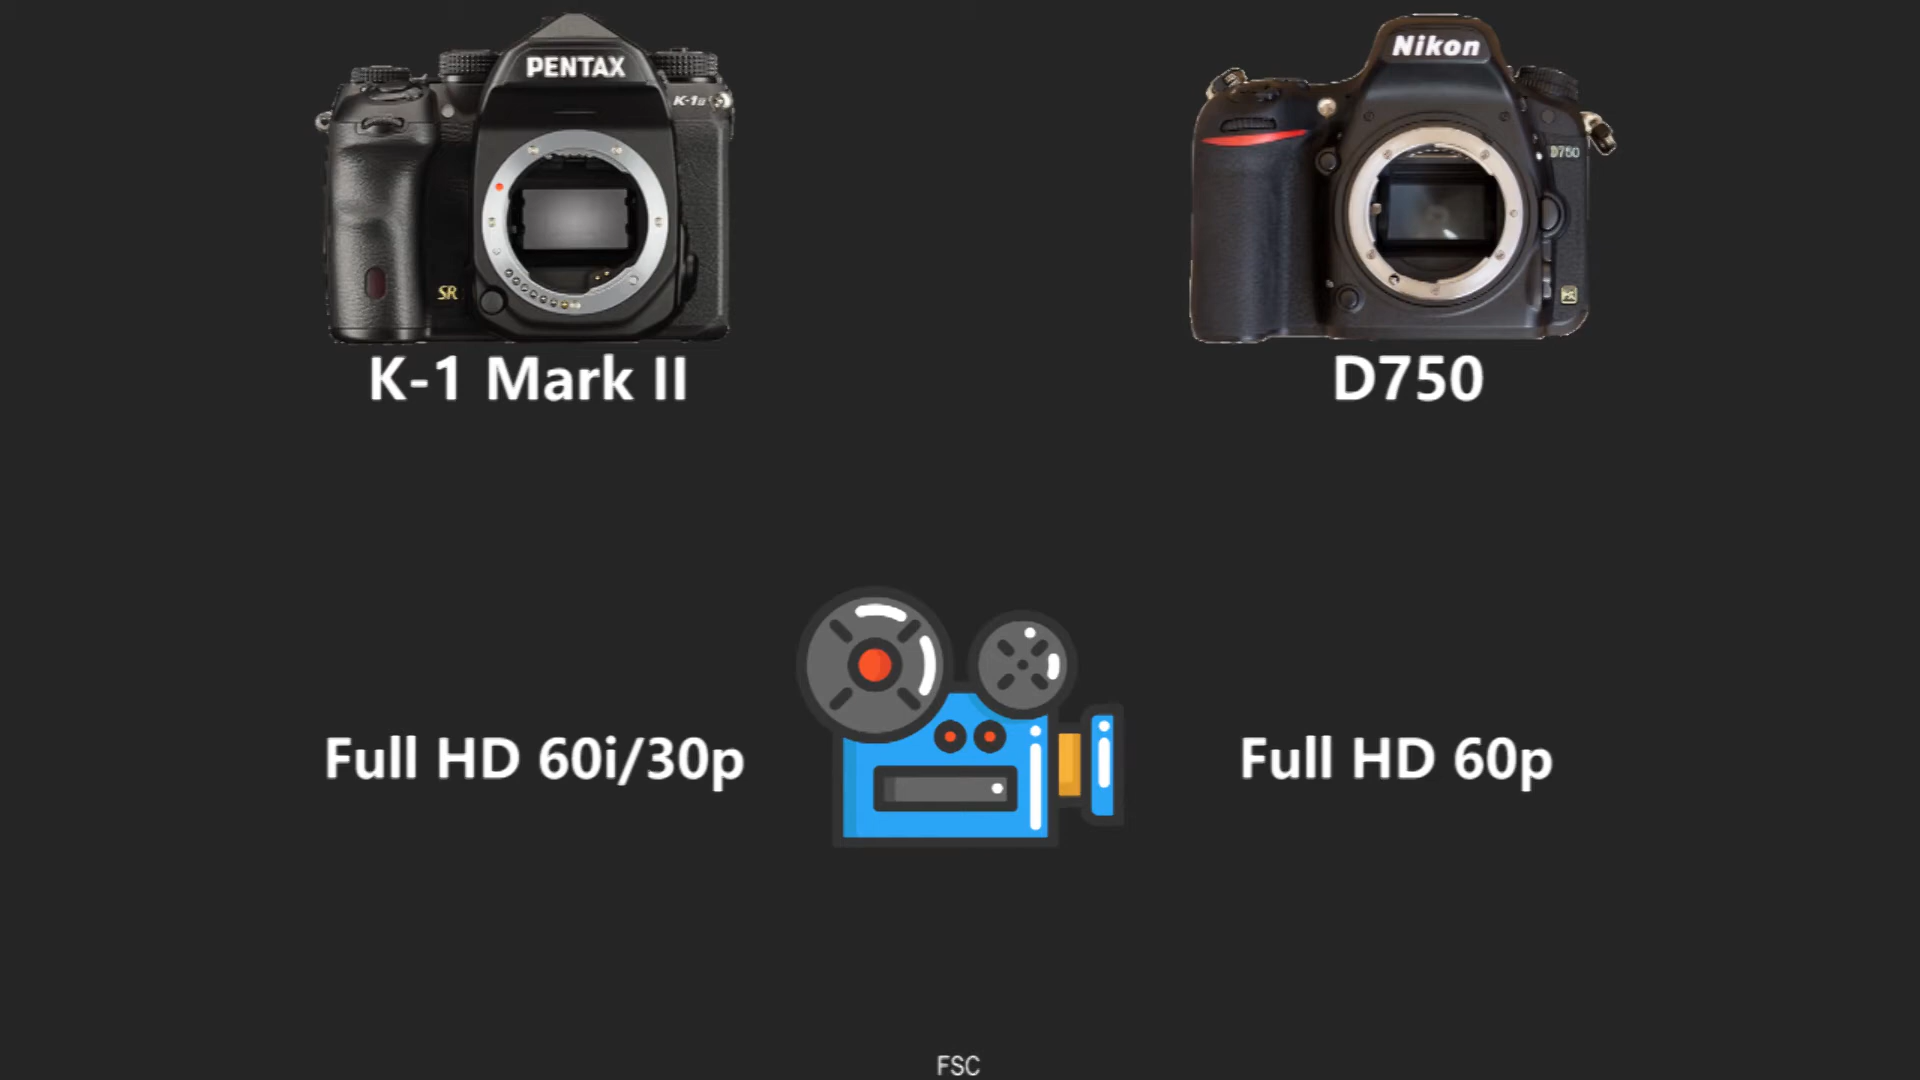 PENTAX
K-1 II
SR
Nikon
D750
K-1 Mark II
D750
Full HD 60i/30p
Full HD 60p
FSC